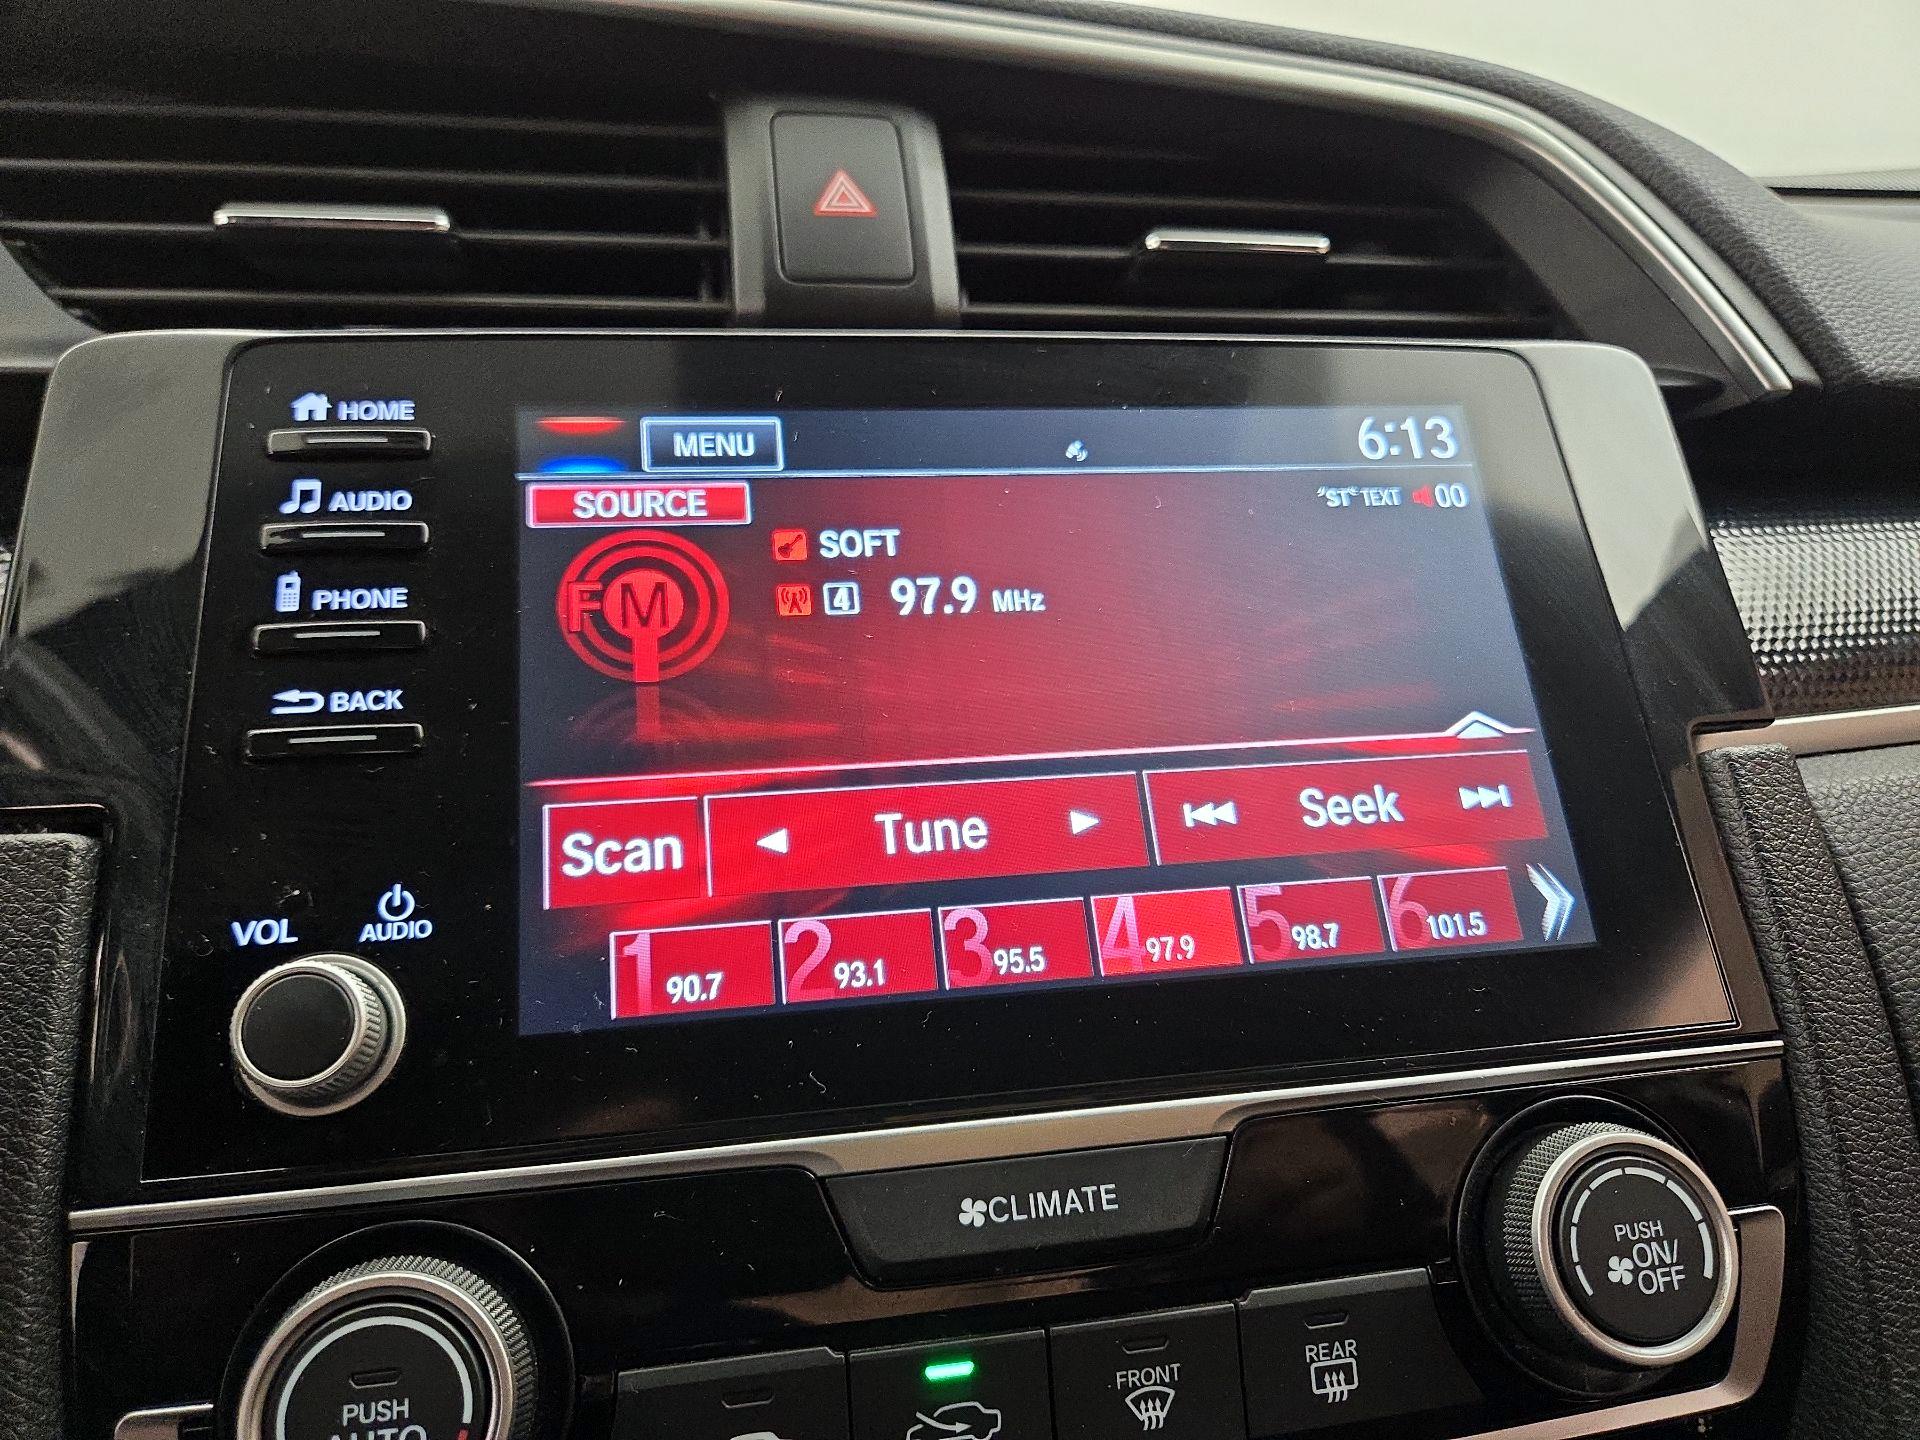 HOME
AUDIO
PHONE
BACK
VOL
AUDIO
MENU
6:13
SOURCE
"ST" TEXT 00
FM
SOFT
4 97.9 MHz
Scan
Tune
Seek
1 90.7
2 93.1
3 95.5
4 97.9
5 98.7
6 101.5
CLIMATE
PUSH
ON/
OFF
PUSH
AUTO
FRONT
REAR